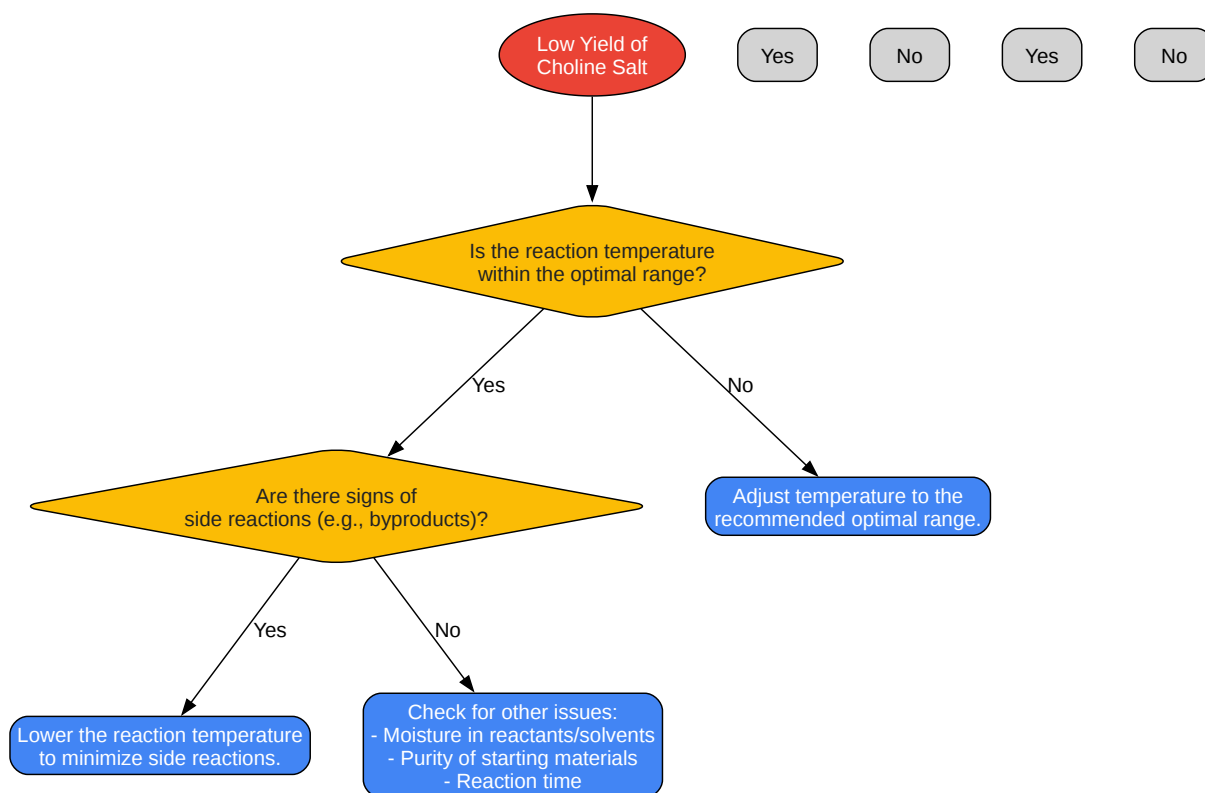 Low Yield of
Choline Salt
Yes
No
Yes
No
Is the reaction temperature
within the optimal range?
Yes
No
Are there signs of
side reactions (e.g., byproducts)?
Adjust temperature to the
recommended optimal range.
Yes
No
Lower the reaction temperature
to minimize side reactions.
Check for other issues:
- Moisture in reactants/solvents
- Purity of starting materials
- Reaction time